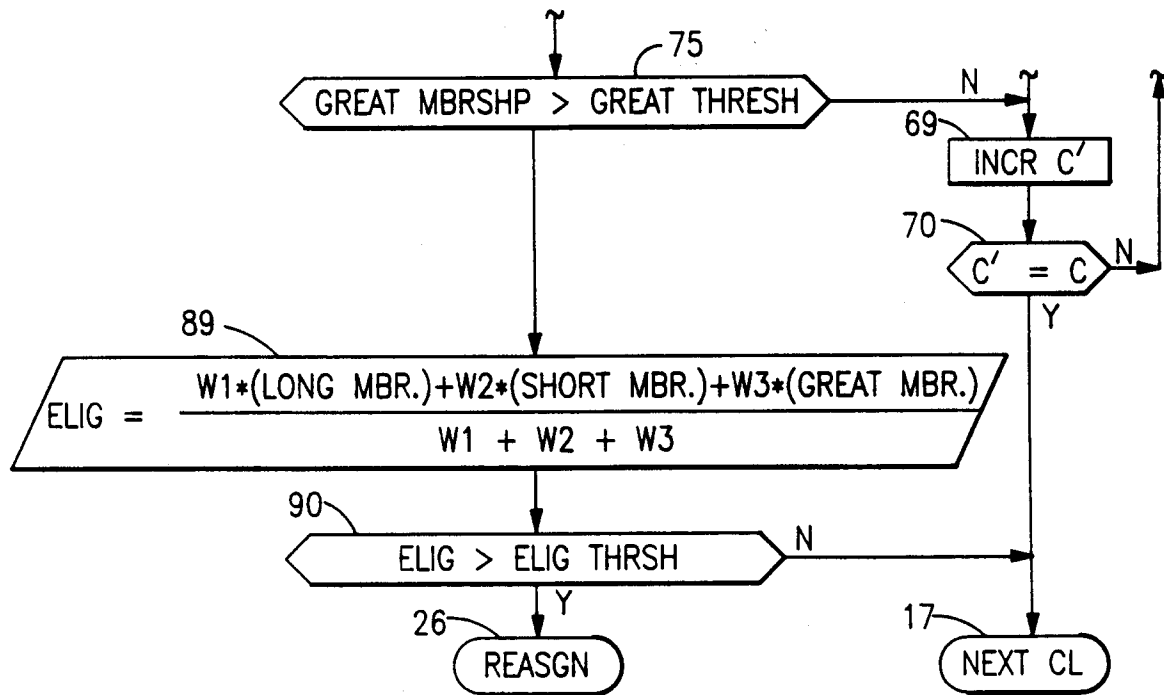 75
GREAT MBRSHP > GREAT THRESH
N
69
INCR C'
70
C' = C
N
Y
89
ELIG = W1*(LONG MBR.)+W2*(SHORT MBR.)+W3*(GREAT MBR.)
W1 + W2 + W3
90
ELIG > ELIG THRSH
N
Y
26
REASGN
17
NEXT CL